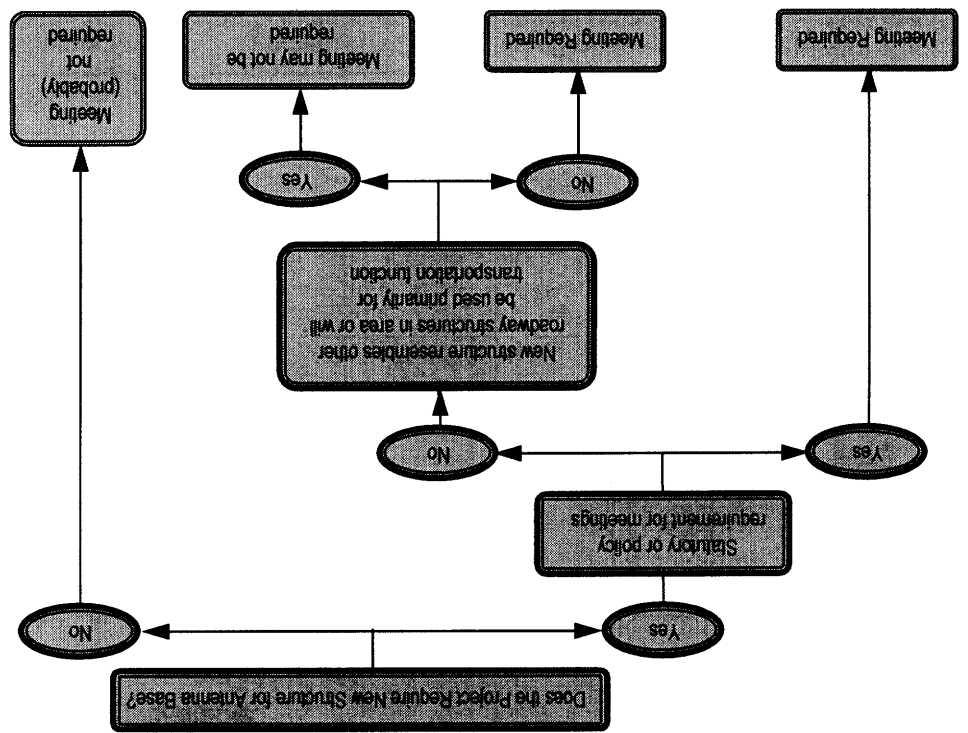 Does the Project Require New Structure for Antenna Base?
Yes
No
Statutory or policy
requirement for meetings
Yes
No
New structure resembles other
roadway structures in area or will
be used primarily for
transportation function
No
Yes
Meeting Required
Meeting Required
Meeting may not be
required
Meeting
(probably)
not
required